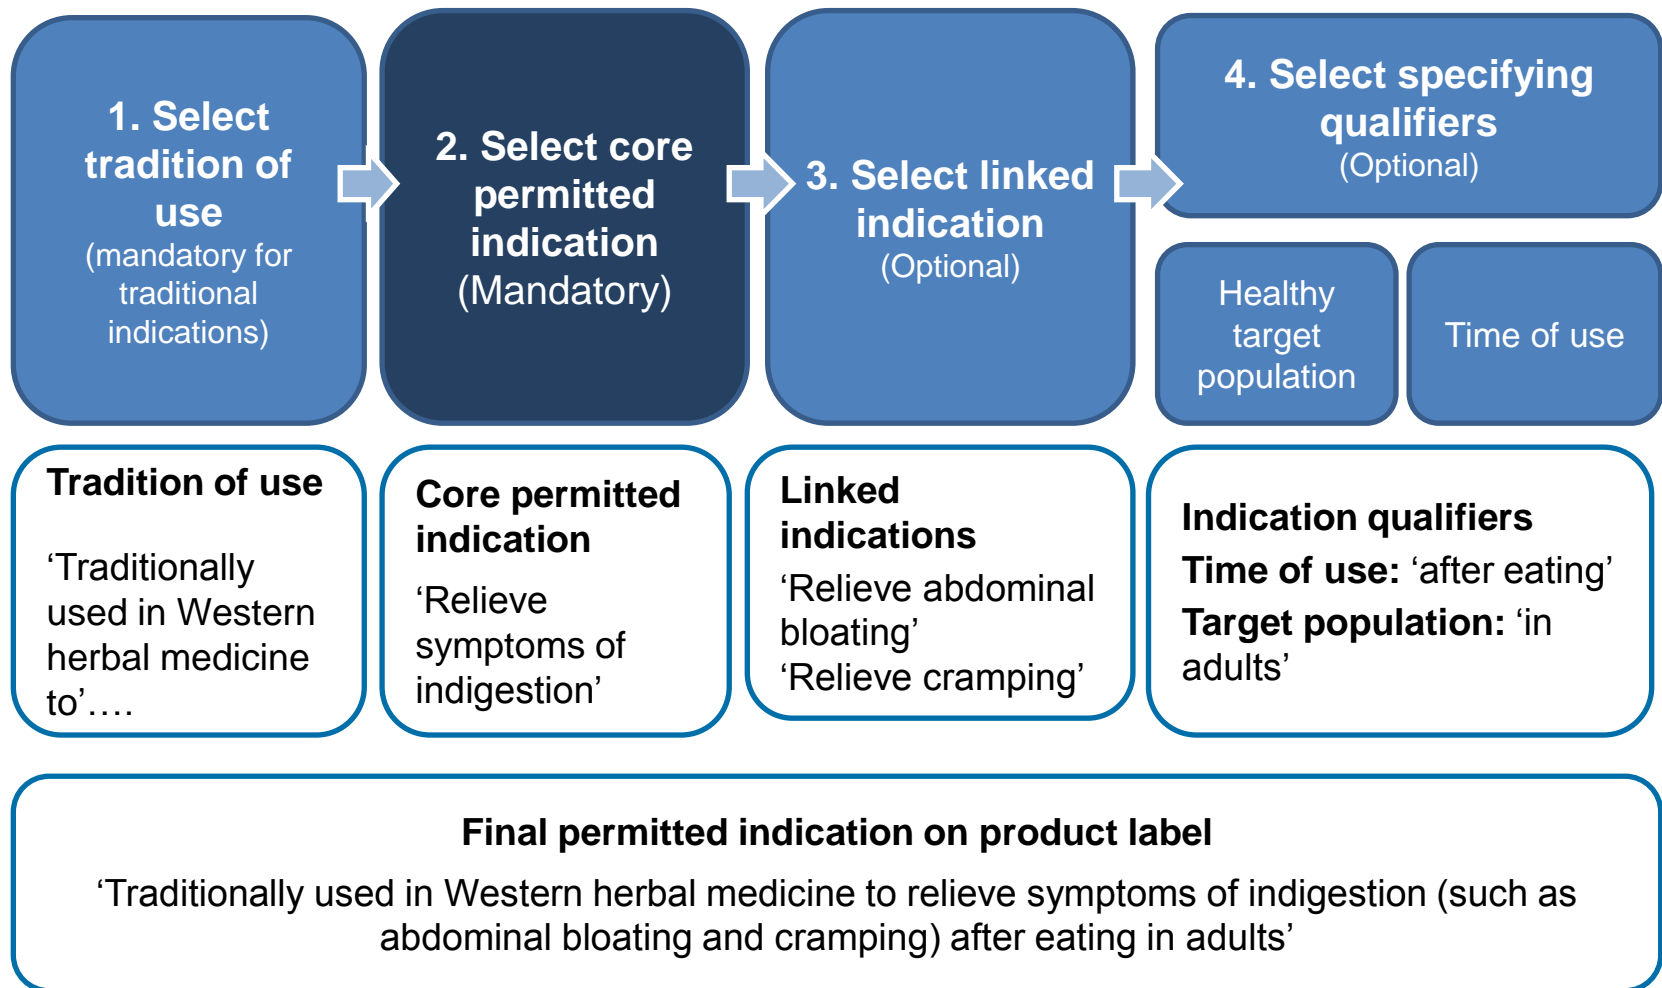 1. Select
tradition of
use
(mandatory for
traditional
indications)
2. Select core
permitted
indication
(Mandatory)
3. Select linked
indication
(Optional)
4. Select specifying
qualifiers
(Optional)
Healthy
target
population
Time of use
Tradition of use
‘Traditionally
used in Western
herbal medicine
to’….
Core permitted
indication
‘Relieve
symptoms of
indigestion’
Linked
indications
‘Relieve abdominal
bloating’
‘Relieve cramping’
Indication qualifiers
Time of use: ‘after eating’
Target population: ‘in
adults’
Final permitted indication on product label
‘Traditionally used in Western herbal medicine to relieve symptoms of indigestion (such as
abdominal bloating and cramping) after eating in adults’